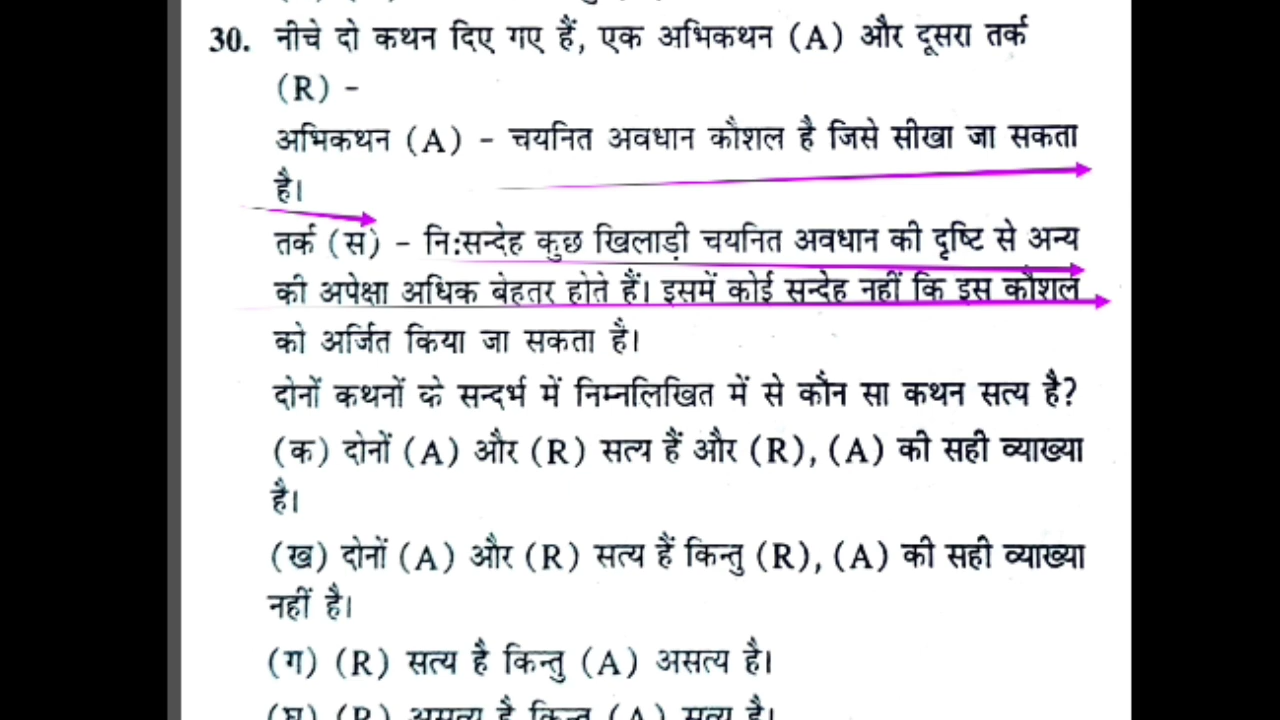 30. नीचे दो कथन दिए गए हैं, एक अभिकथन (A) और दूसरा तर्क
(R) -
अभिकथन (A) - चयनित अवधान कौशल है जिसे सीखा जा सकता
है।
तर्क (स) - नि:सन्देह कुछ खिलाड़ी चयनित अवधान की दृष्टि से अन्य
की अपेक्षा अधिक बेहतर होते हैं। इसमें कोई सन्देह नहीं कि इस कौशल
को अर्जित किया जा सकता है।
दोनों कथनों के सन्दर्भ में निम्नलिखित में से कौन सा कथन सत्य है?
(क) दोनों (A) और (R) सत्य हैं और (R), (A) की सही व्याख्या
है।
(ख) दोनों (A) और (R) सत्य हैं किन्तु (R), (A) की सही व्याख्या
नहीं है।
(ग) (R) सत्य है किन्तु (A) असत्य है।
(घ) (R) असत्य है किन्तु (A) सत्य है।